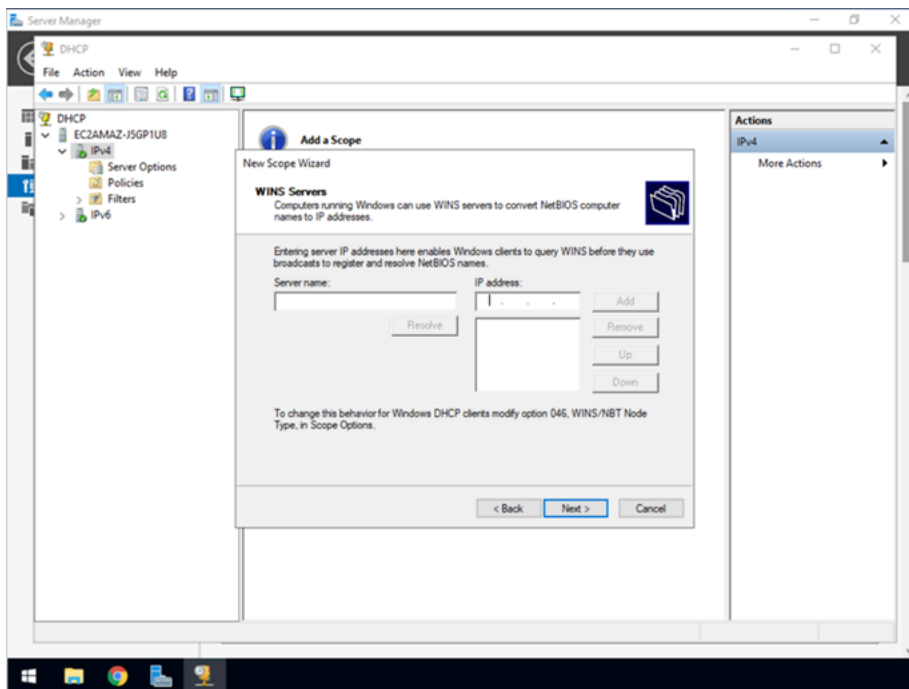 Server Manager
DHCP
File Action View Help
DHCP
EC2AMAZ-J5GP1U8
IPv4
Server Options
Policies
Filters
IPv6
Add a Scope
New Scope Wizard
WINS Servers
Computers running Windows can use WINS servers to convert NetBIOS computer
names to IP addresses.
Entering server IP addresses here enables Windows clients to query WINS before they use
broadcasts to register and resolve NetBIOS names.
Server name:
IP address:
Add
Resolve
Remove
Up
Down
To change this behavior for Windows DHCP clients modify option 046, WINS/NBT Node
Type, in Scope Options.
< Back
Next >
Cancel
Actions
IPv4
More Actions